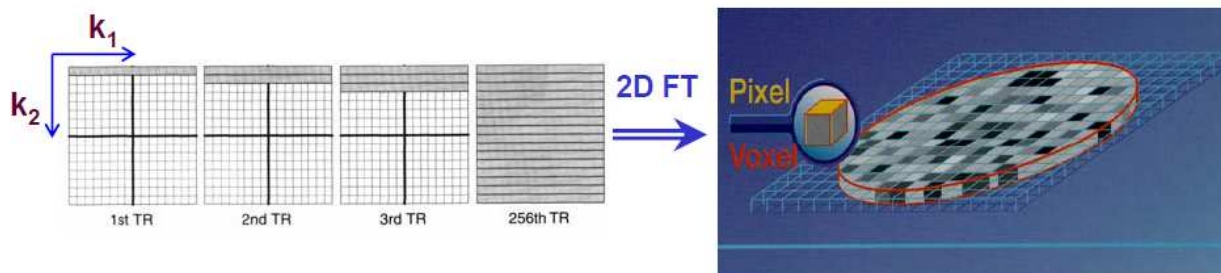 k1
k2
1st TR
2nd TR
3rd TR
256th TR
2D FT
Pixel
Voxel